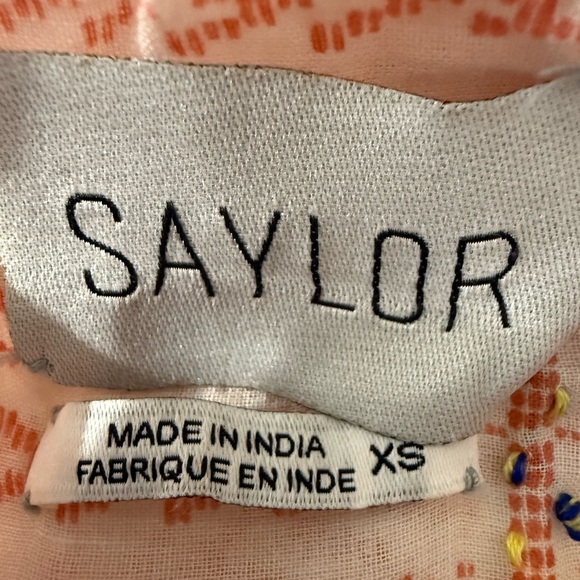 SAYLOR
MADE IN INDIA XS
FABRIQUE EN INDE